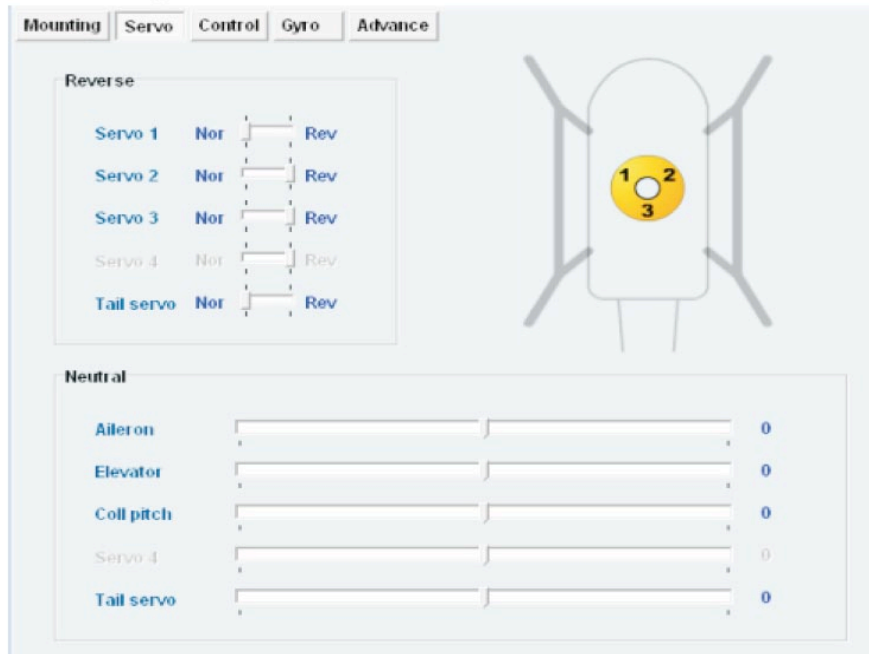 Mounting Servo Control Gyro Advance
Reverse
Servo 1 Nor Rev
Servo 2 Nor Rev
Servo 3 Nor Rev
Servo 4 Nor Rev
Tail servo Nor Rev
1 2
3
Neutral
Aileron 0
Elevator 0
Coll pitch 0
Servo 4 0
Tail servo 0